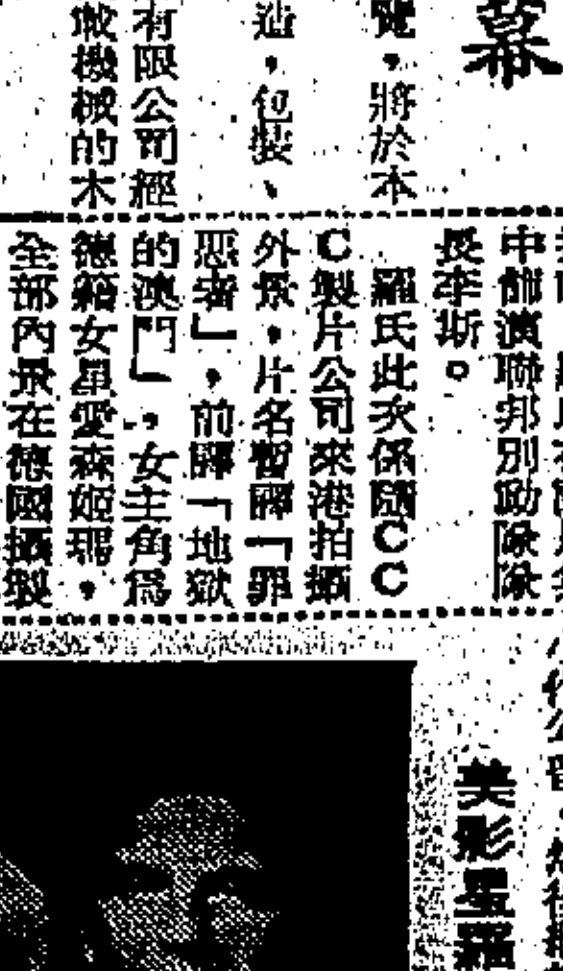 幕
覽，將於本
造，包裝、
有限公司經
械機械的木
中飾演聯邦別動隊隊
長李斯。
羅氏此次係隨CC
C製片公司來港拍攝
外景，片名暫譯「罪
惡者」，前譯「地獄
的澳門」，女主角爲
德籍女星愛森姬瑪，
全部內景在德國攝製
美影星羅